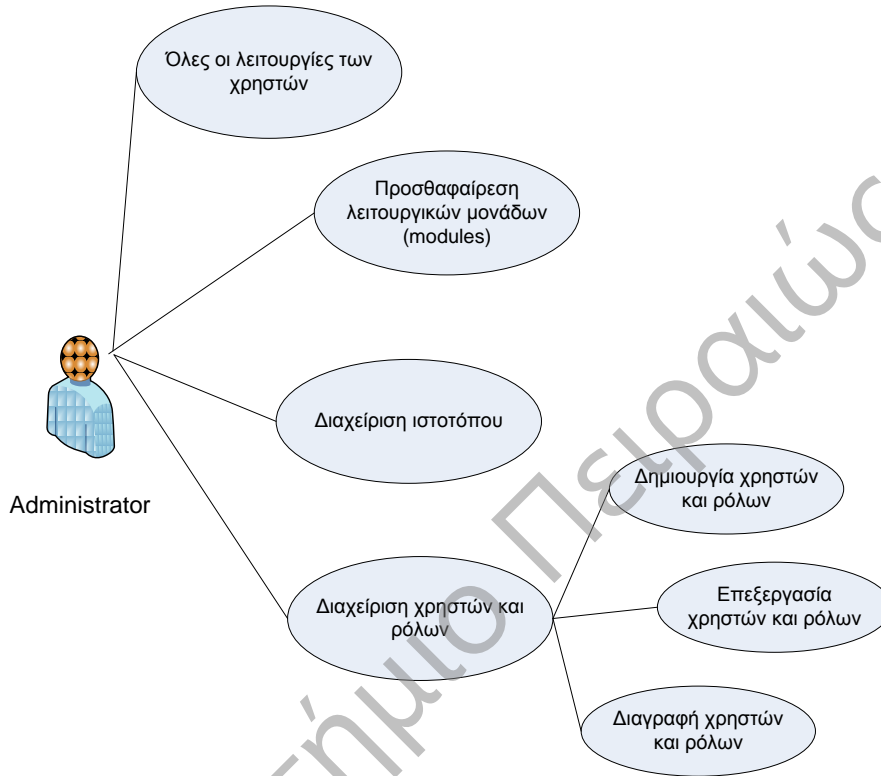 Όλες οι λειτουργίες των
χρηστών
Προσθαφαίρεση
λειτουργικών μονάδων
(modules)
Διαχείριση ιστοτόπου
Administrator
Διαχείριση χρηστών και
ρόλων
Δημιουργία χρηστών
και ρόλων
Επεξεργασία
χρηστών και ρόλων
Διαγραφή χρηστών
και ρόλων
Πειραιώς